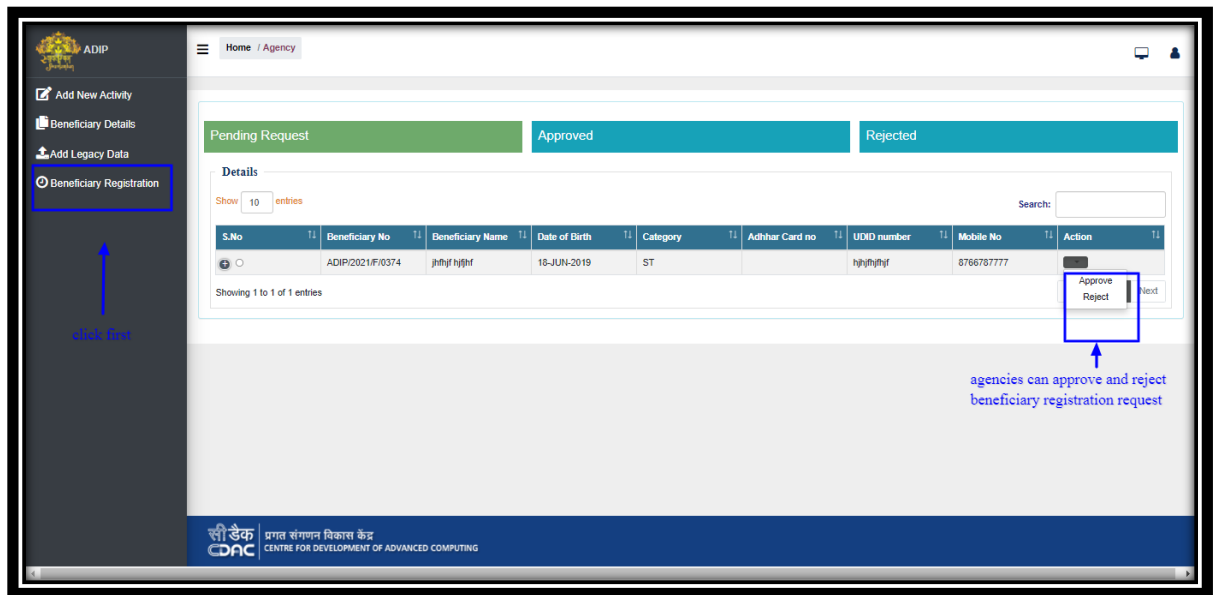 ADIP
Home / Agency
Add New Activity
Beneficiary Details
Add Legacy Data
Beneficiary Registration
click first
Pending Request
Approved
Rejected
Details
Show 10 entries
Search:
S.No Beneficiary No Beneficiary Name Date of Birth Category Adhhar Card no UDID number Mobile No Action
ADIP/2021/F/0374 18-JUN-2019 ST hjhjfhjfhjf 8766787777
Approve
Reject
Showing 1 to 1 of 1 entries
Next
agencies can approve and reject
beneficiary registration request
सी डैक
CDAC
प्रगत संगणन विकास केंद्र
CENTRE FOR DEVELOPMENT OF ADVANCED COMPUTING